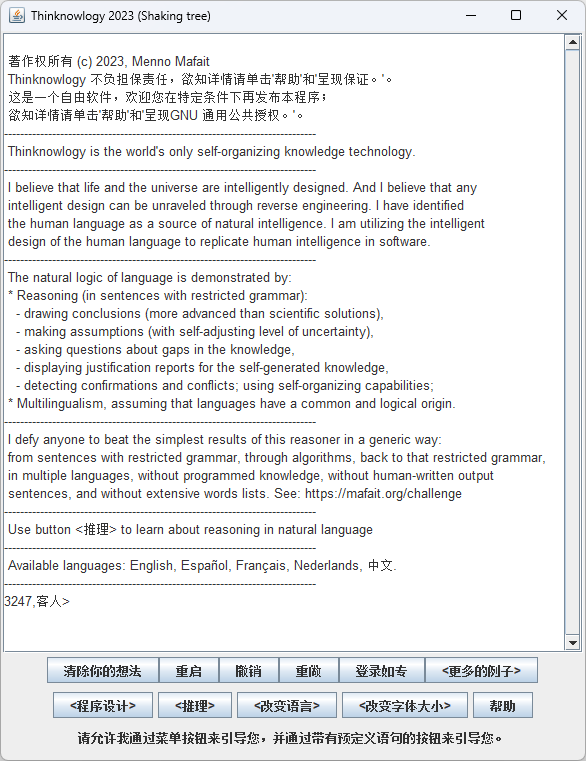 Thinknowlogy 2023 (Shaking tree)
著作权所有 (c) 2023, Menno Mafait
Thinknowlogy 不负担保责任，欲知详情请单击'帮助'和'呈现保证。'。
这是一个自由软件，欢迎您在特定条件下再发布本程序；
欲知详情请单击'帮助'和'呈现GNU 通用公共授权。'。
Thinknowlogy is the world's only self-organizing knowledge technology.
I believe that life and the universe are intelligently designed. And I believe that any
intelligent design can be unraveled through reverse engineering. I have identified
the human language as a source of natural intelligence. I am utilizing the intelligent
design of the human language to replicate human intelligence in software.
The natural logic of language is demonstrated by:
* Reasoning (in sentences with restricted grammar):
- drawing conclusions (more advanced than scientific solutions),
- making assumptions (with self-adjusting level of uncertainty),
- asking questions about gaps in the knowledge,
- displaying justification reports for the self-generated knowledge,
- detecting confirmations and conflicts; using self-organizing capabilities;
* Multilingualism, assuming that languages have a common and logical origin.
I defy anyone to beat the simplest results of this reasoner in a generic way:
from sentences with restricted grammar, through algorithms, back to that restricted grammar,
in multiple languages, without programmed knowledge, without human-written output
sentences, and without extensive words lists. See: https://mafait.org/challenge
Use button <推理> to learn about reasoning in natural language
Available languages: English, Español, Français, Nederlands, 中文.
3247,客人>
清除你的想法 重启 撤销 重做 登录如专 <更多的例子>
<程序设计> <推理> <改变语言> <改变字体大小> 帮助
请允许我通过菜单按钮来引导您，并通过带有预定义语句的按钮来引导您。